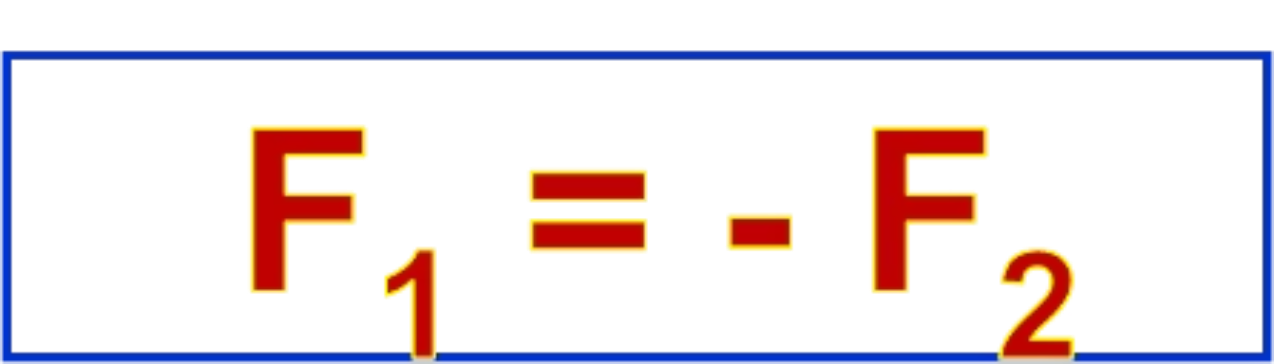 F₁ = - F₂